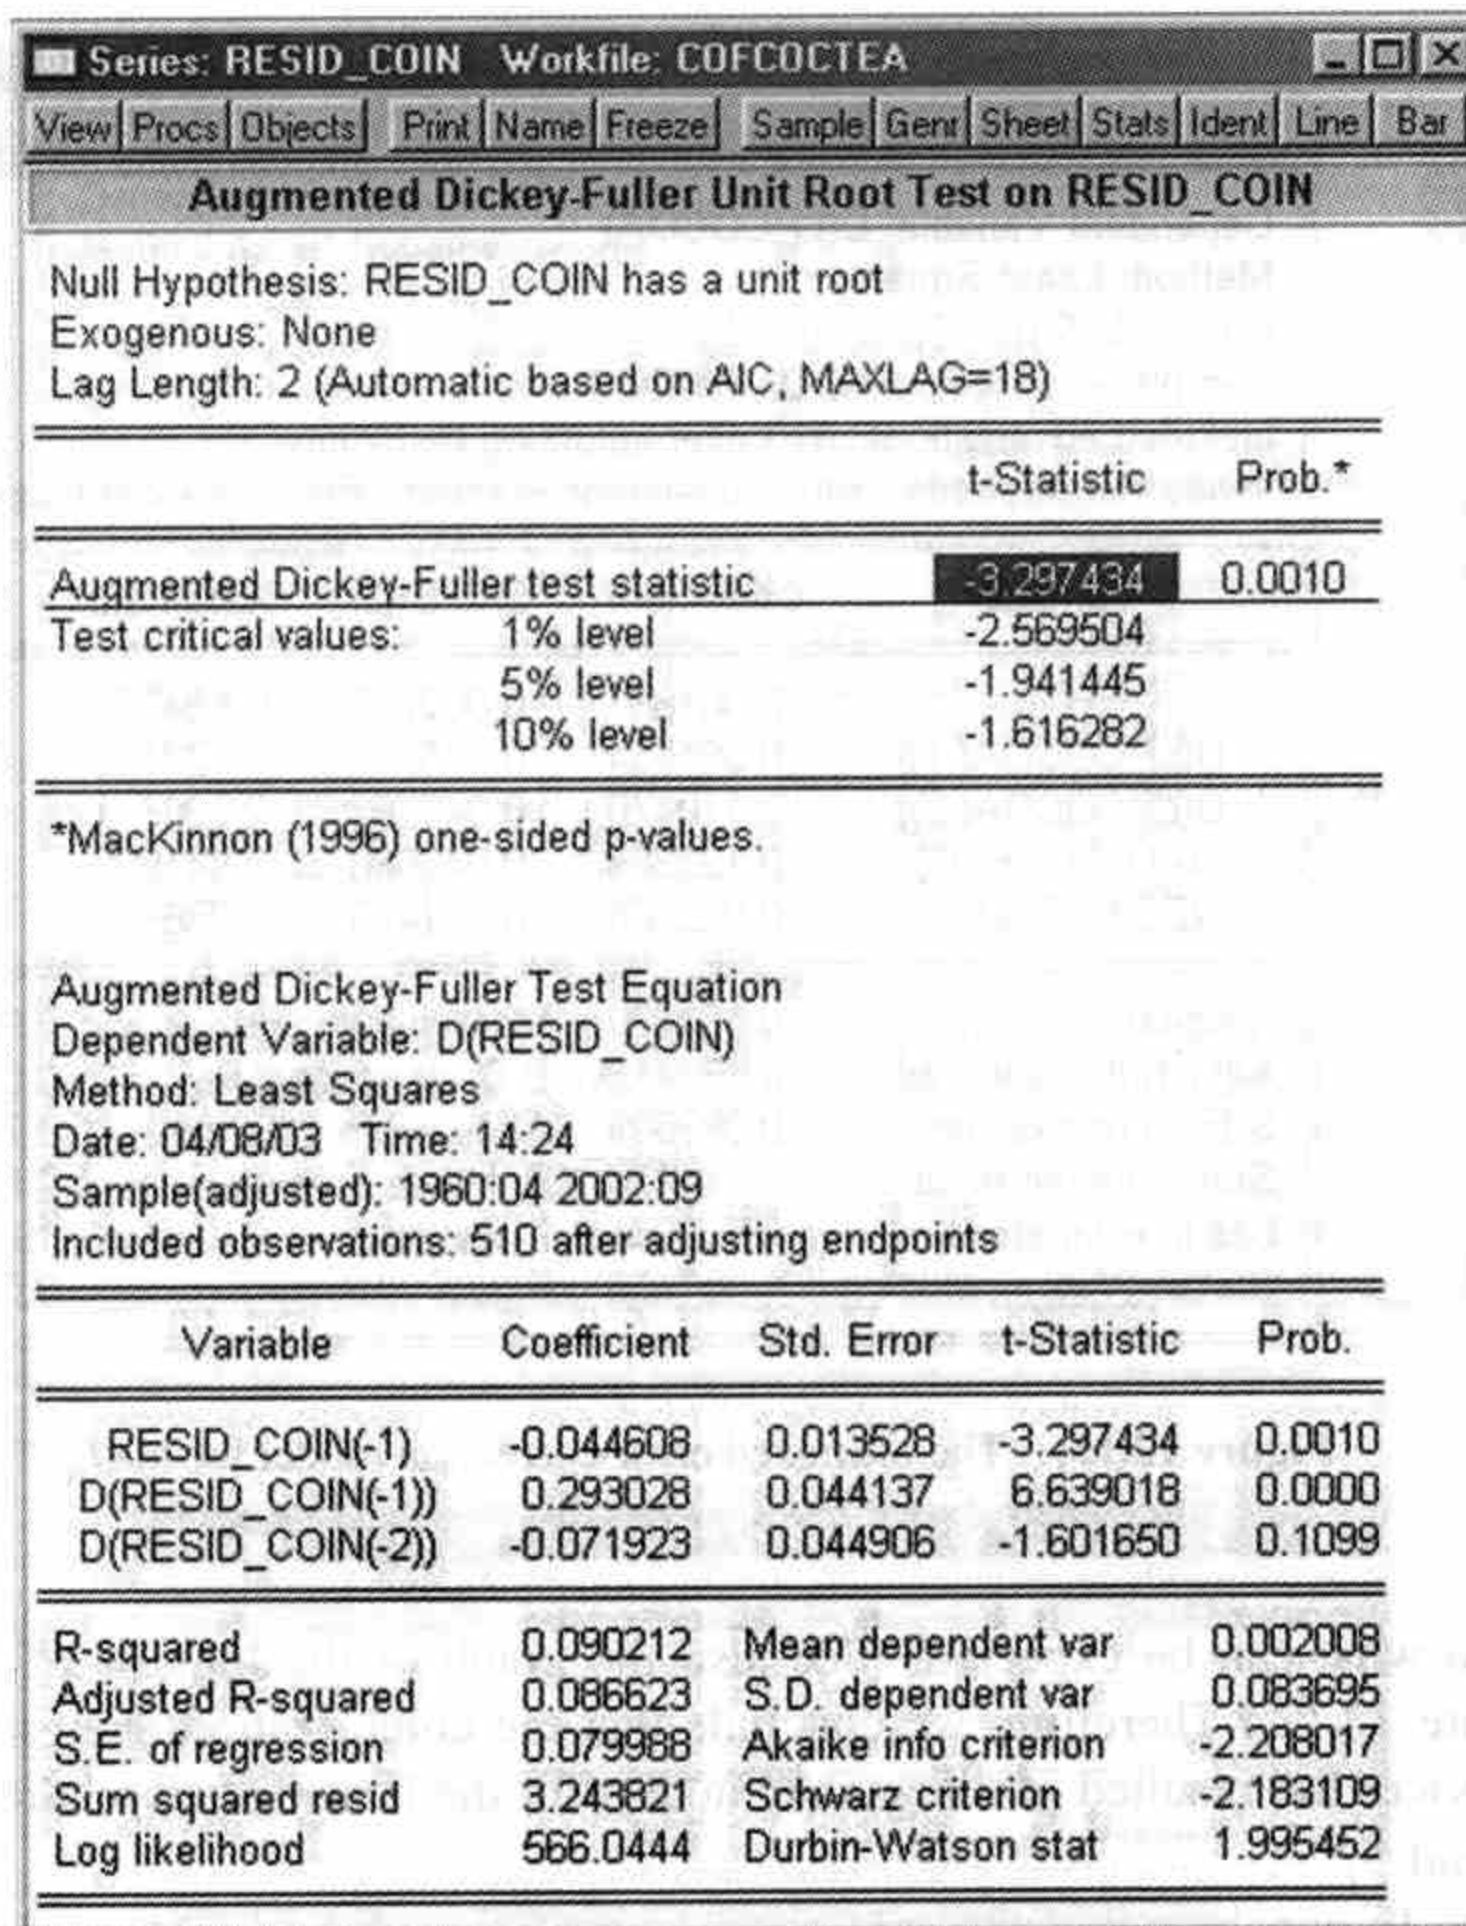 Series: RESID_COIN Workfile: COFCOCTEA
View Procs Objects Print Name Freeze Sample Genr Sheet Stats Ident Line Bar
Augmented Dickey-Fuller Unit Root Test on RESID_COIN
Null Hypothesis: RESID_COIN has a unit root
Exogenous: None
Lag Length: 2 (Automatic based on AIC, MAXLAG=18)
t-Statistic Prob.*
Augmented Dickey-Fuller test statistic -3.297434 0.0010
Test critical values: 1% level -2.569504
5% level -1.941445
10% level -1.616282
*MacKinnon (1996) one-sided p-values.
Augmented Dickey-Fuller Test Equation
Dependent Variable: D(RESID_COIN)
Method: Least Squares
Date: 04/08/03 Time: 14:24
Sample(adjusted): 1960:04 2002:09
Included observations: 510 after adjusting endpoints
Variable Coefficient Std. Error t-Statistic Prob.
RESID_COIN(-1) -0.044608 0.013528 -3.297434 0.0010
D(RESID_COIN(-1)) 0.293028 0.044137 6.639018 0.0000
D(RESID_COIN(-2)) -0.071923 0.044906 -1.601650 0.1099
R-squared 0.090212 Mean dependent var 0.002008
Adjusted R-squared 0.086623 S.D. dependent var 0.083695
S.E. of regression 0.079988 Akaike info criterion -2.208017
Sum squared resid 3.243821 Schwarz criterion -2.183109
Log likelihood 566.0444 Durbin-Watson stat 1.995452